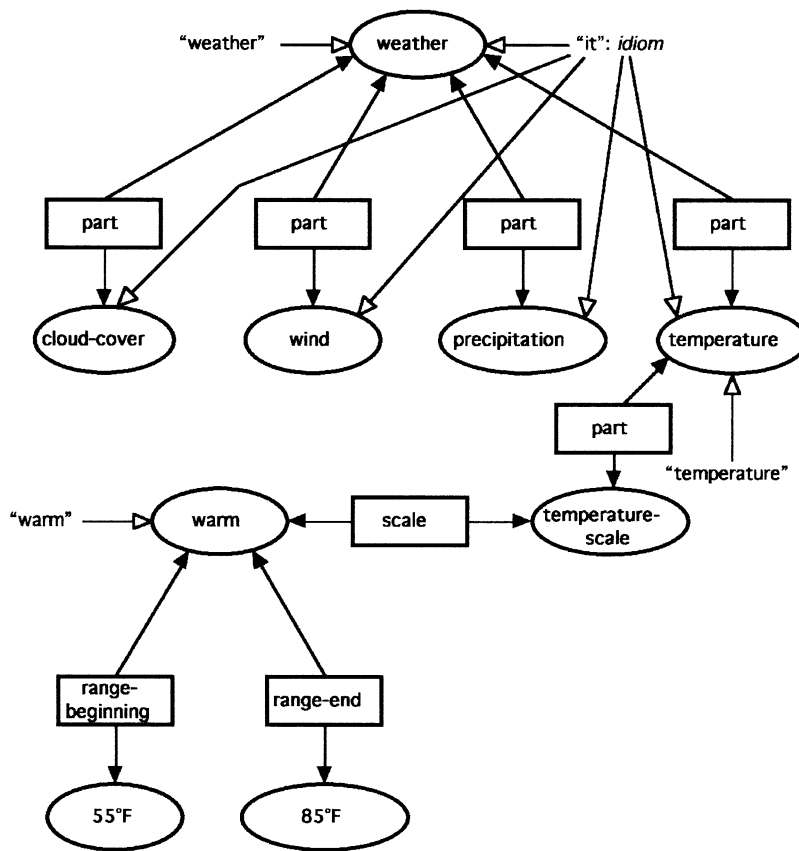 “weather”
weather
“it”: idiom
part
part
part
part
cloud-cover
wind
precipitation
temperature
part
“temperature”
“warm”
warm
scale
temperature-
scale
range-
beginning
range-end
55°F
85°F